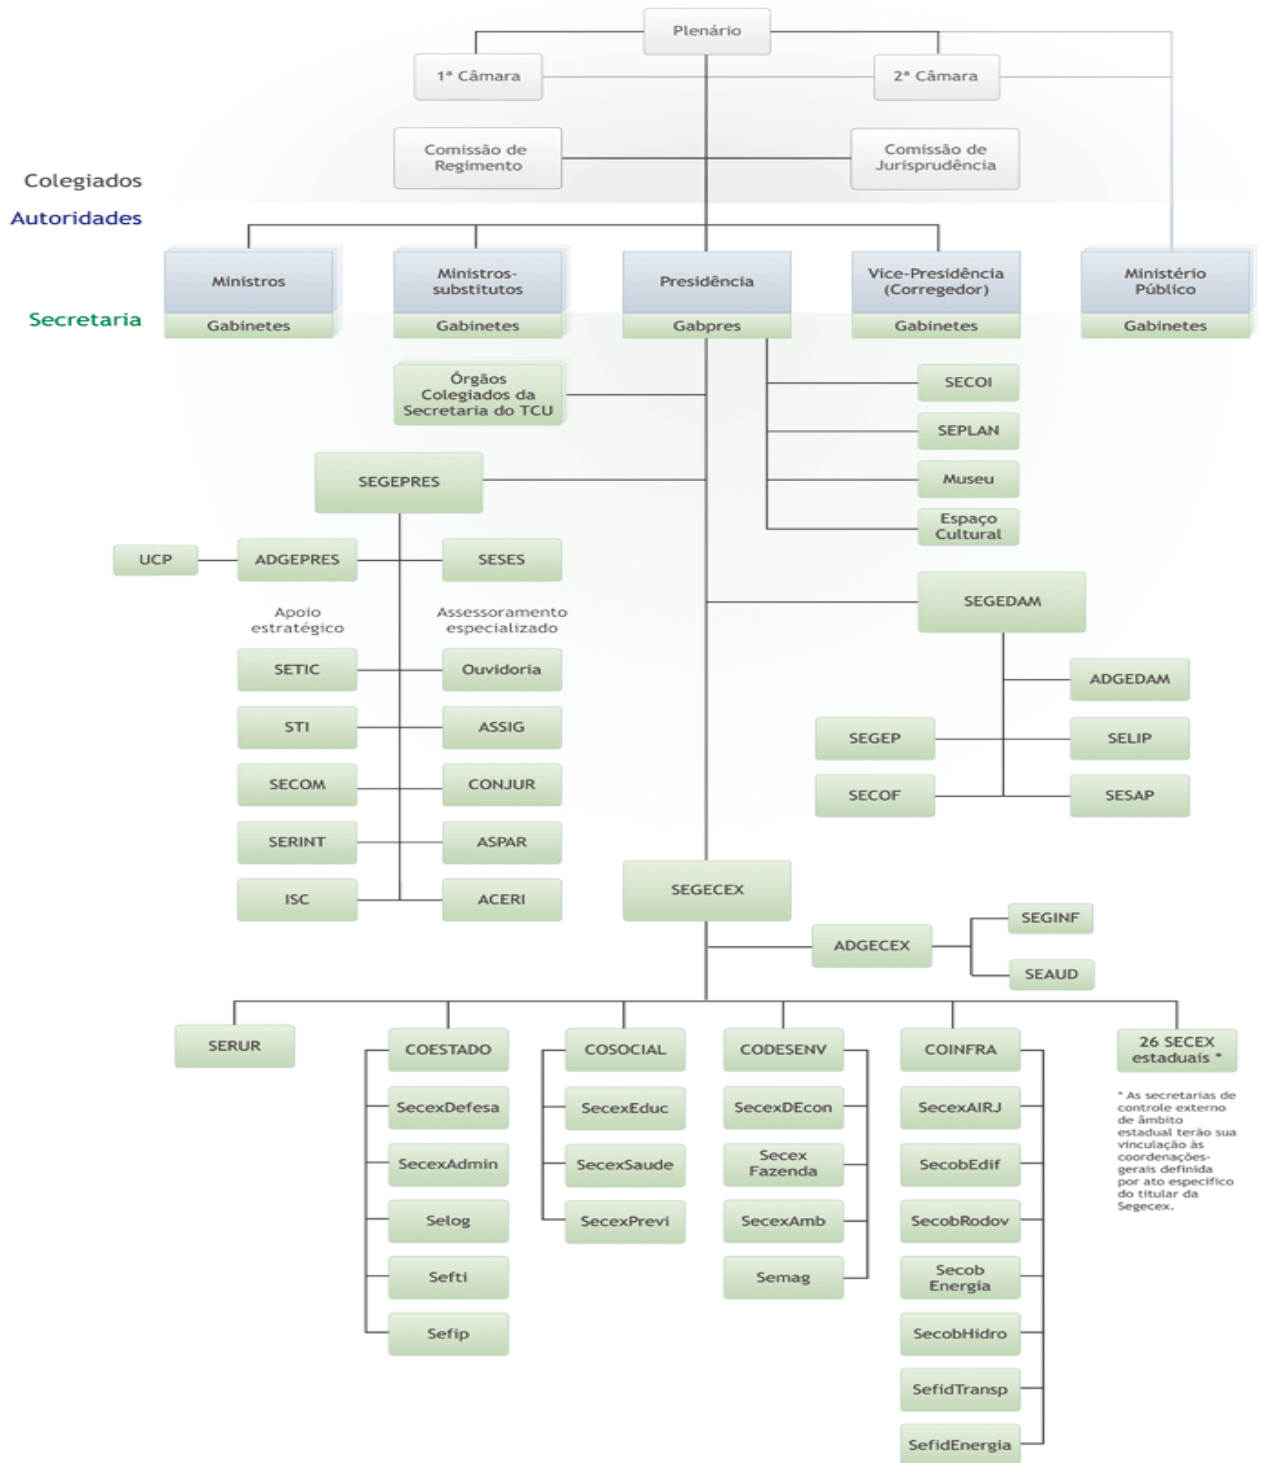 Plenário
1ª Câmara
2ª Câmara
Comissão de
Regimento
Comissão de
Jurisprudência
Colegiados
Autoridades
Ministros
Gabinetes
Ministros-
substitutos
Gabinetes
Presidência
Gabpres
Vice-Presidência
(Corregedor)
Gabinetes
Ministério
Público
Gabinetes
Secretaria
Órgãos
Colegiados da
Secretaria do TCU
SECOI
SEPLAN
Museu
Espaço
Cultural
SEGEPRES
UCP
ADGEPRES
SESES
Apoio
estratégico
Assessoramento
especializado
SETIC
Ouvidoria
STI
ASSIG
SECOM
CONJUR
SERINT
ASPAR
ISC
ACERI
SEGEDAM
ADGEDAM
SEGEP
SELIP
SECOF
SESAP
SEGECEX
ADGECEX
SEGINF
SEAUD
SERUR
COESTADO
SecexDefesa
SecexAdmin
Selog
Sefti
Sefip
COSOCIAL
SecexEduc
SecexSaude
SecexPrevi
CODESENV
SecexDEcon
Secex
Fazenda
SecexAmb
Semag
COINFRA
SecexAIRJ
SecobEdif
SecobRodov
Secob
Energia
SecobHidro
SefidTransp
SefidEnergia
26 SECEX
estaduais *
* As secretarias de
controle externo
de âmbito
estadual terão sua
vinculação às
coordenações-
gerais definida
por ato específico
do titular da
Segecex.